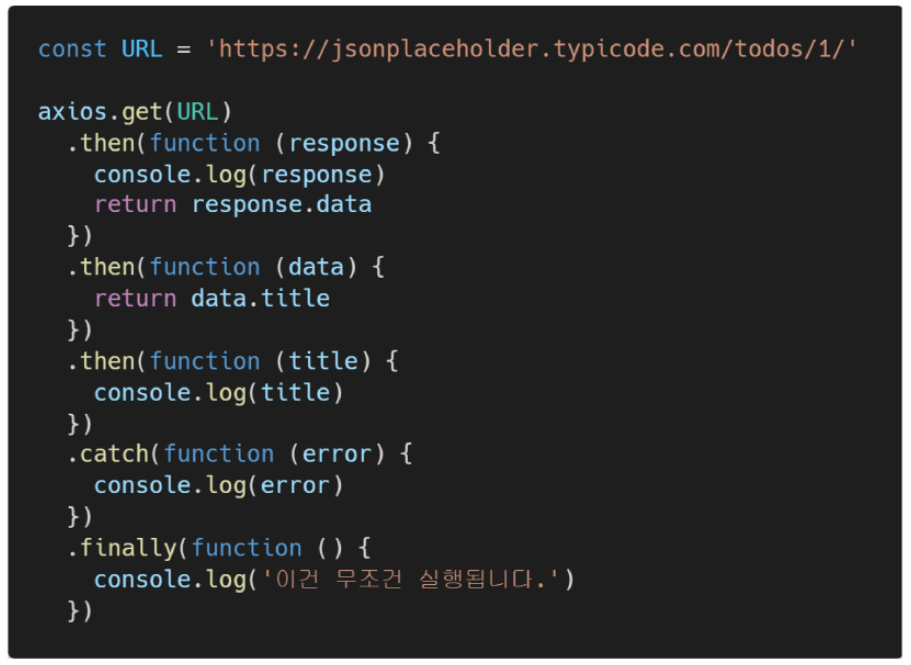 const URL = 'https://jsonplaceholder.typicode.com/todos/1/'

axios.get(URL)
  .then(function (response) {
    console.log(response)
    return response.data
  })
  .then(function (data) {
    return data.title
  })
  .then(function (title) {
    console.log(title)
  })
  .catch(function (error) {
    console.log(error)
  })
  .finally(function () {
    console.log('이건 무조건 실행됩니다.')
  })